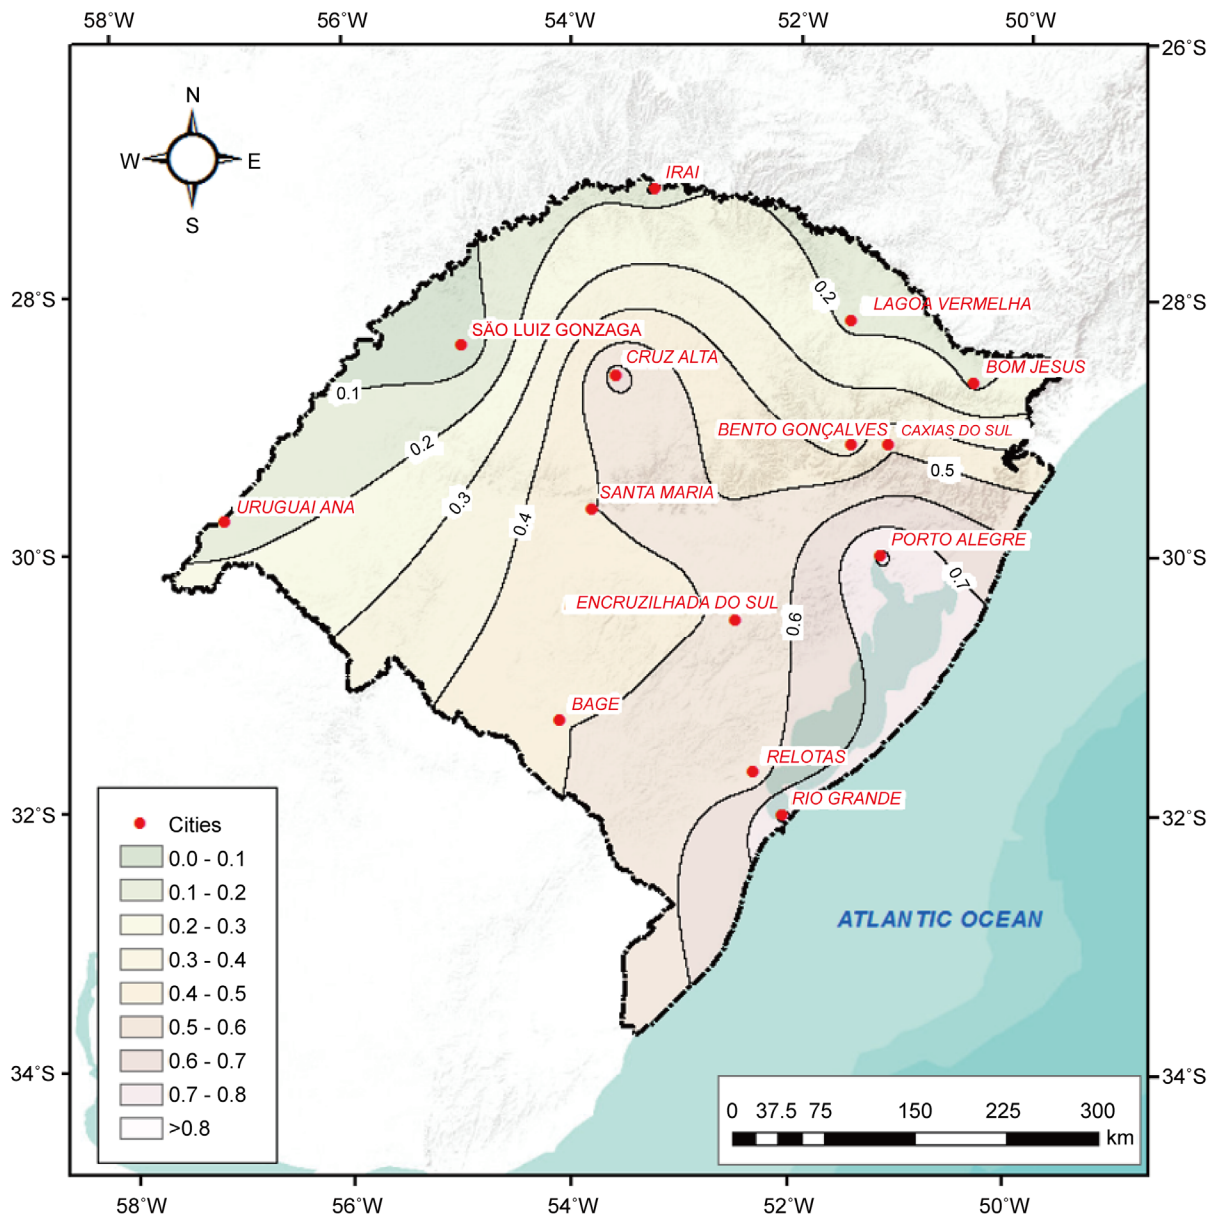 58°W 56°W 54°W 52°W 50°W
26°S
N
W E
S
IRAI
28°S 28°S
0.2
LAGOA VERMELHA
SÄO LUIZ GONZAGA
CRUZ ALTA
BOM JESUS
0.1
BENTO GONÇALVES CAXIAS DO SUL
0.2
0.5
0.3
SANTA MARIA
URUGUAI ANA
0.4
PORTO ALEGRE
30°S 30°S
0.7
ENCRUZILHADA DO SUL
0.6
BAGE
RELOTAS
RIO GRANDE
32°S 32°S
Cities
0.0 - 0.1
0.1 - 0.2
0.2 - 0.3
0.3 - 0.4
0.4 - 0.5
0.5 - 0.6
0.6 - 0.7
0.7 - 0.8
>0.8
ATLANTIC OCEAN
34°S 34°S
0 37.5 75 150 225 300
km
58°W 56°W 54°W 52°W 50°W